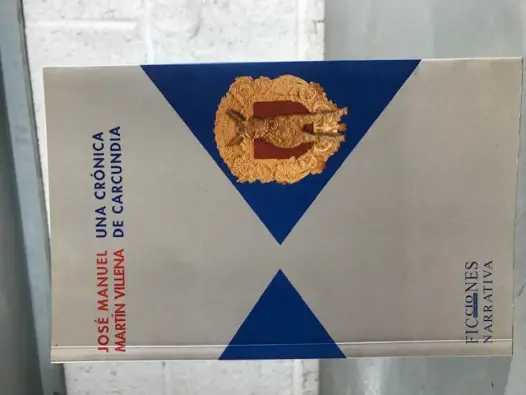 JOSÉ MANUEL
MARTÍN VILLENA
UNA CRÓNICA
DE CARCUNDIA
FICCIONES
NARRATIVA